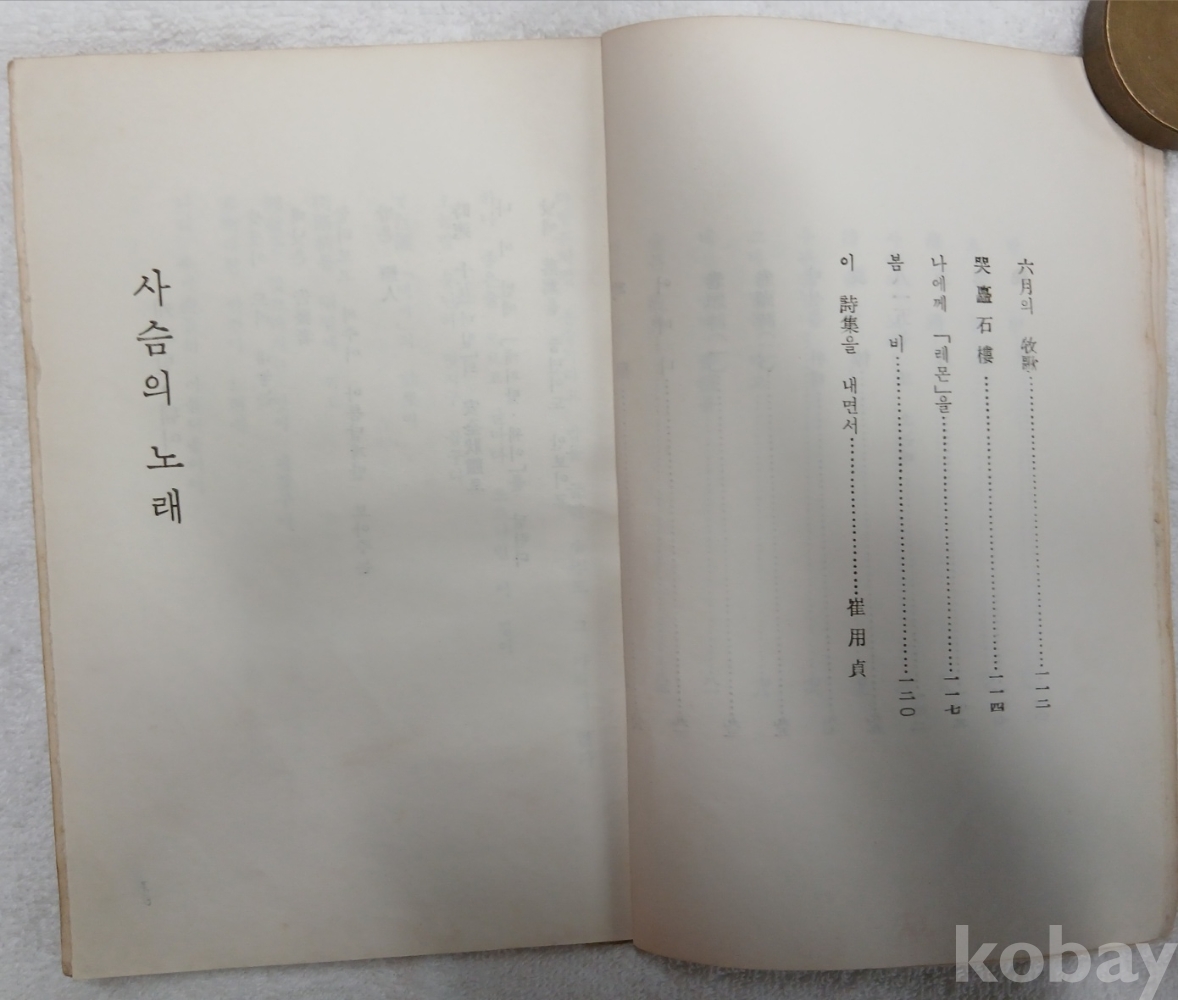 六月의 牧歌……一一二
哭蠱石樓……一一四
나에께 「레몬」을……一一七
봄 비……一二〇
이 詩集을 내면서……崔用貞
사슴의 노래
kobay